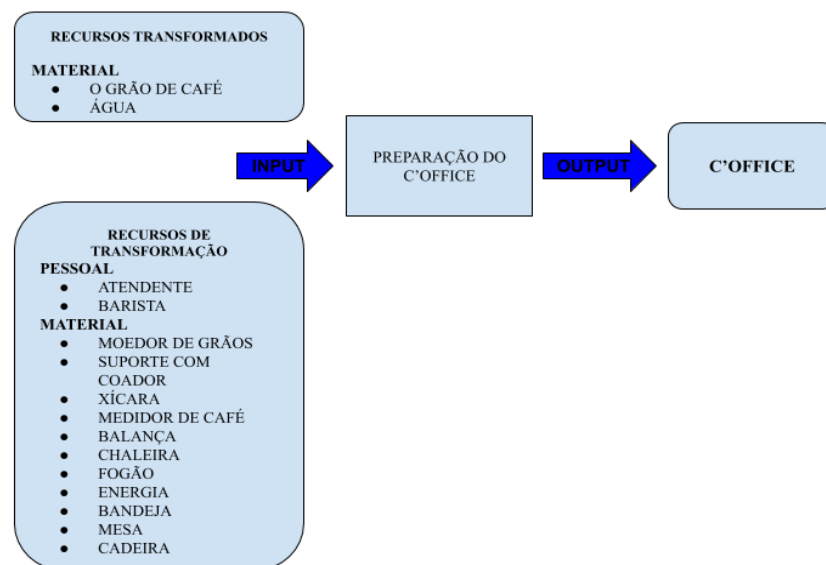 RECURSOS TRANSFORMADOS
MATERIAL
● O GRÃO DE CAFÉ
● ÁGUA
INPUT
PREPARAÇÃO DO
C’OFFICE
OUTPUT
C’OFFICE
RECURSOS DE
TRANSFORMAÇÃO
PESSOAL
● ATENDENTE
● BARISTA
MATERIAL
● MOEDOR DE GRÃOS
● SUPORTE COM
COADOR
● XÍCARA
● MEDIDOR DE CAFÉ
● BALANÇA
● CHALEIRA
● FOGÃO
● ENERGIA
● BANDEJA
● MESA
● CADEIRA